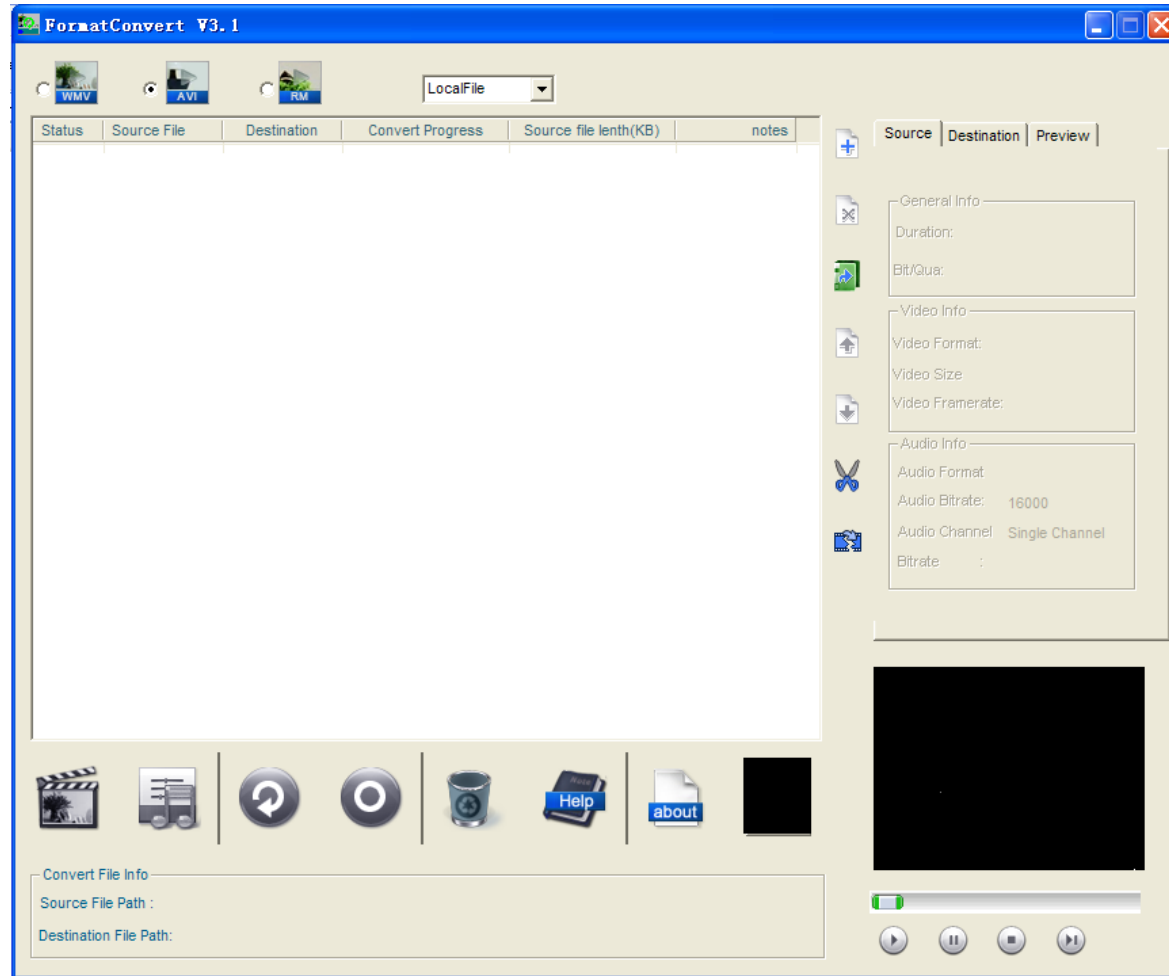 FormatConvert V3.1
WMV AVI RM LocalFile
Status Source File Destination Convert Progress Source file lenth(KB) notes
Source Destination Preview
General Info
Duration:
Bit/Qua:
Video Info
Video Format:
Video Size
Video Framerate:
Audio Info
Audio Format
Audio Bitrate: 16000
Audio Channel Single Channel
Bitrate :
Help about
Convert File Info
Source File Path :
Destination File Path: